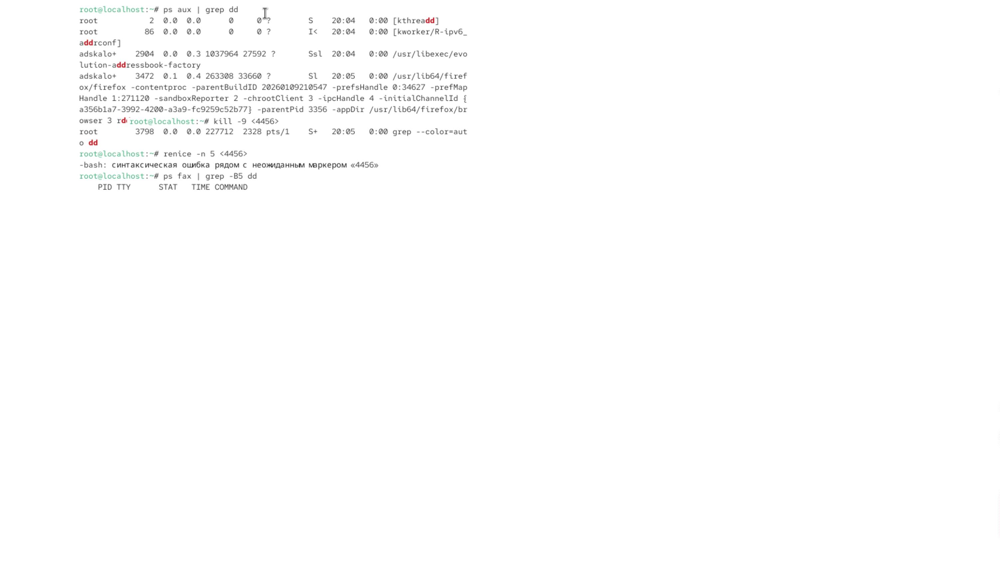 root@localhost:~# ps aux | grep dd
root           2  0.0  0.0      0     0 ?        S    20:04   0:00 [kthreadd]
root          86  0.0  0.0      0     0 ?        I<   20:04   0:00 [kworker/R-ipv6_
addrconf]
adskalo+    2904  0.0  0.3 1037964 27592 ?       Ssl  20:04   0:00 /usr/libexec/evo
lution-addressbook-factory
adskalo+    3472  0.1  0.4 263308 33660 ?        Sl   20:05   0:00 /usr/lib64/firef
ox/firefox -contentproc -parentBuildID 20260109210547 -prefsHandle 0:34627 -prefMap
Handle 1:271120 -sandboxReporter 2 -chrootClient 3 -ipcHandle 4 -initialChannelId {
a356b1a7-3992-4200-a3a9-fc9259c52b77} -parentPid 3356 -appDir /usr/lib64/firefox/br
owser 3 rd root@localhost:~# kill -9 <4456>
root        3798  0.0  0.0 227712  2328 pts/1    S+   20:05   0:00 grep --color=aut
o dd
root@localhost:~# renice -n 5 <4456>
-bash: синтаксическая ошибка рядом с неожиданным маркером «4456»
root@localhost:~# ps fax | grep -B5 dd
    PID TTY      STAT   TIME COMMAND